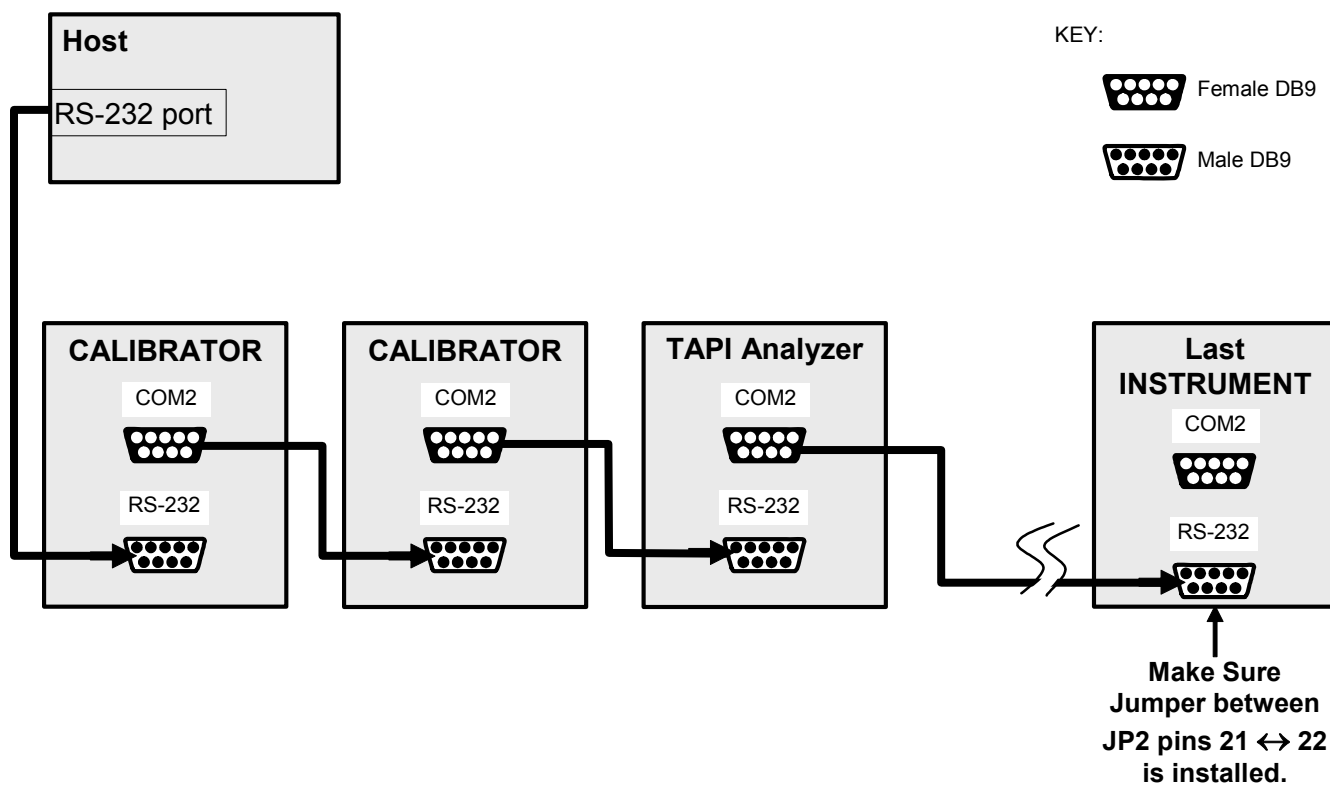 Host
RS-232 port
KEY:
Female DB9
Male DB9
CALIBRATOR
COM2
RS-232
CALIBRATOR
COM2
RS-232
TAPI Analyzer
COM2
RS-232
Last
INSTRUMENT
COM2
RS-232
Make Sure
Jumper between
JP2 pins 21 ↔ 22
is installed.